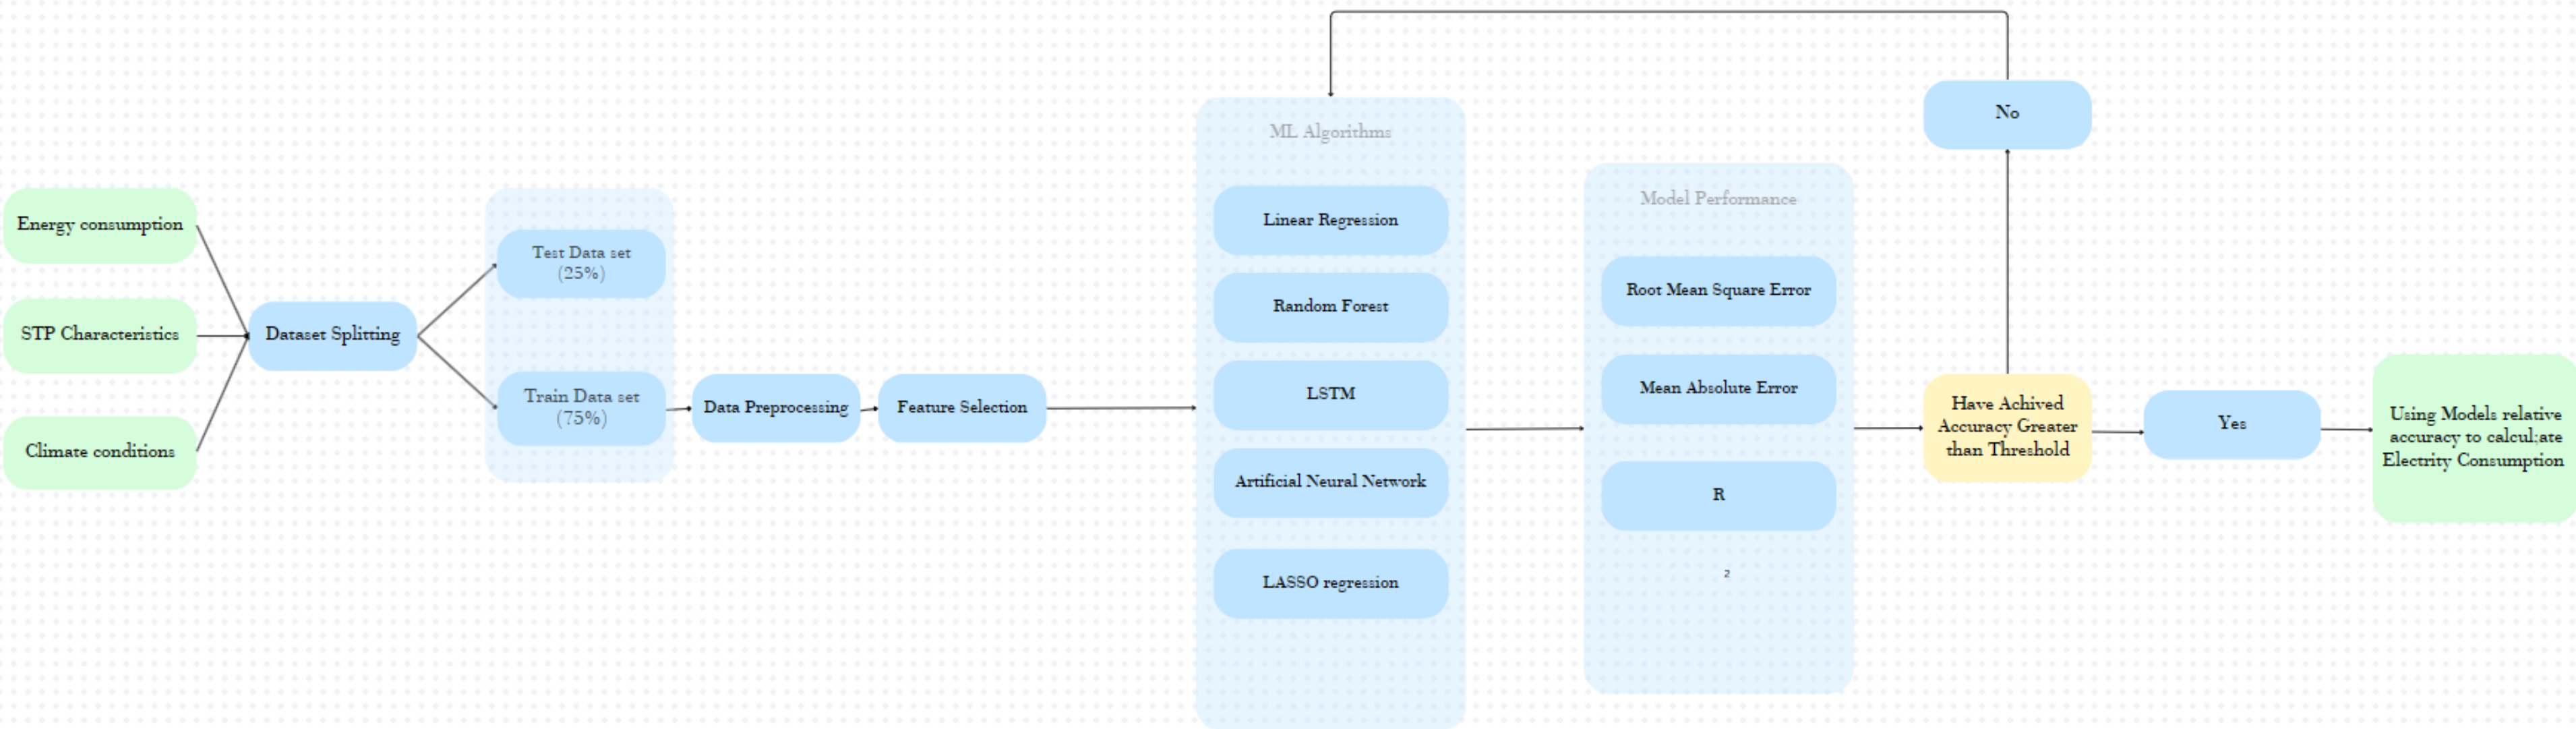 Energy consumption
STP Characteristics
Climate conditions
Dataset Splitting
Test Data set
(25%)
Train Data set
(75%)
Data Preprocessing
Feature Selection
ML Algorithms
Linear Regression
Random Forest
LSTM
Artificial Neural Network
LASSO regression
Model Performance
Root Mean Square Error
Mean Absolute Error
R
2
No
Have Achived
Accuracy Greater
than Threshold
Yes
Using Models relative
accuracy to calcul;ate
Electrity Consumption